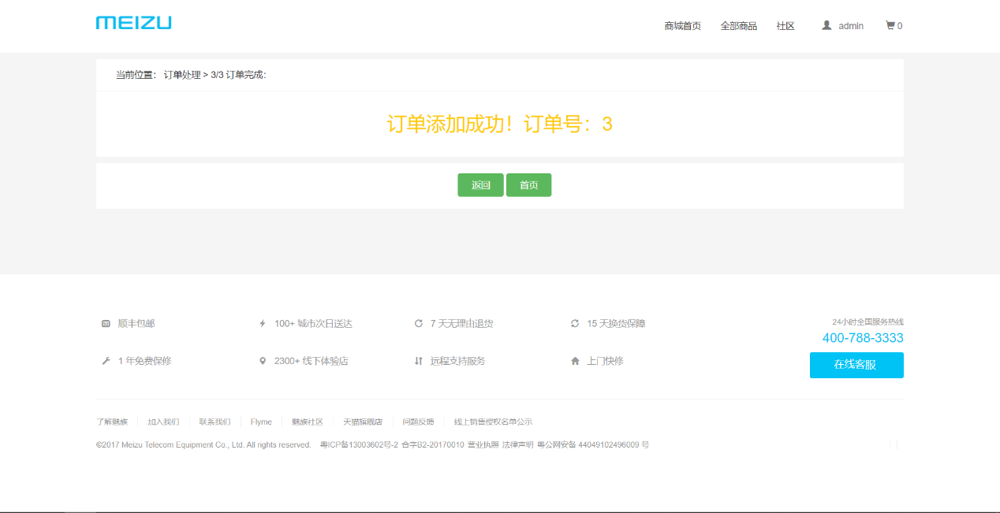 MEIZU
商城首页 全部商品 社区 admin 0
当前位置: 订单处理 > 3/3 订单完成:
订单添加成功！订单号：3
返回 首页
顺丰包邮 100+ 城市次日送达 7 天无理由退货 15 天换货保障
24小时全国服务热线
400-788-3333
1 年免费保修 2300+ 线下体验店 远程支持服务 上门快修
在线客服
了解魅族 加入我们 联系我们 Flyme 魅族社区 天猫旗舰店 问题反馈 线上销售授权名单公示
©2017 Meizu Telecom Equipment Co., Ltd. All rights reserved. 粤ICP备13003602号-2 合字B2-20170010 营业执照 法律声明 粤公网安备 44049102496009 号